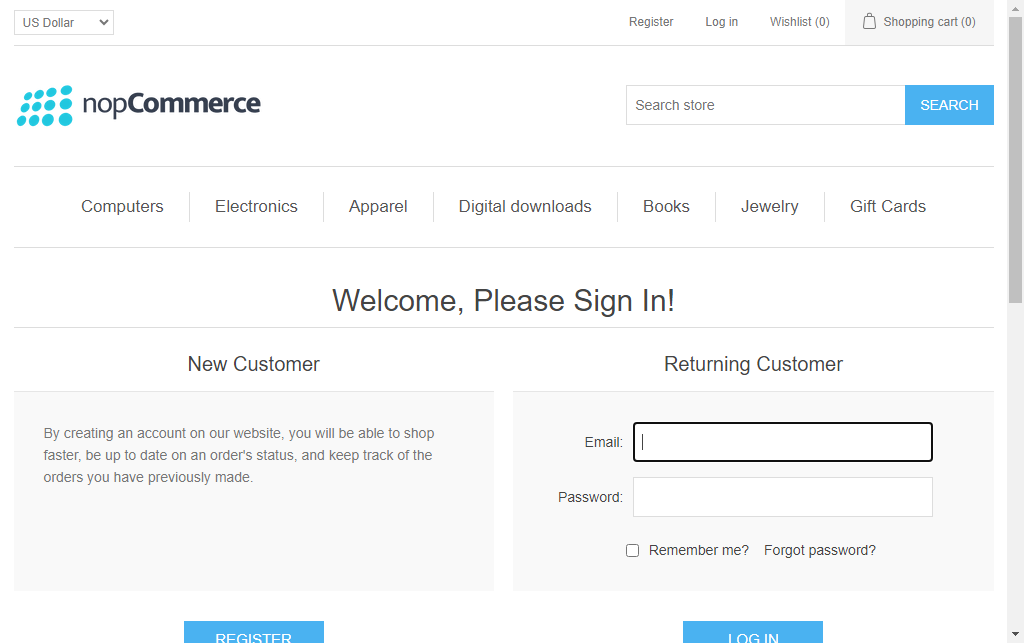 US Dollar
Register
Log in
Wishlist (0)
Shopping cart (0)
nopCommerce
Search store
SEARCH
Computers
Electronics
Apparel
Digital downloads
Books
Jewelry
Gift Cards
Welcome, Please Sign In!
New Customer
By creating an account on our website, you will be able to shop
faster, be up to date on an order's status, and keep track of the
orders you have previously made.
REGISTER
Returning Customer
Email:
Password:
Remember me?
Forgot password?
LOG IN